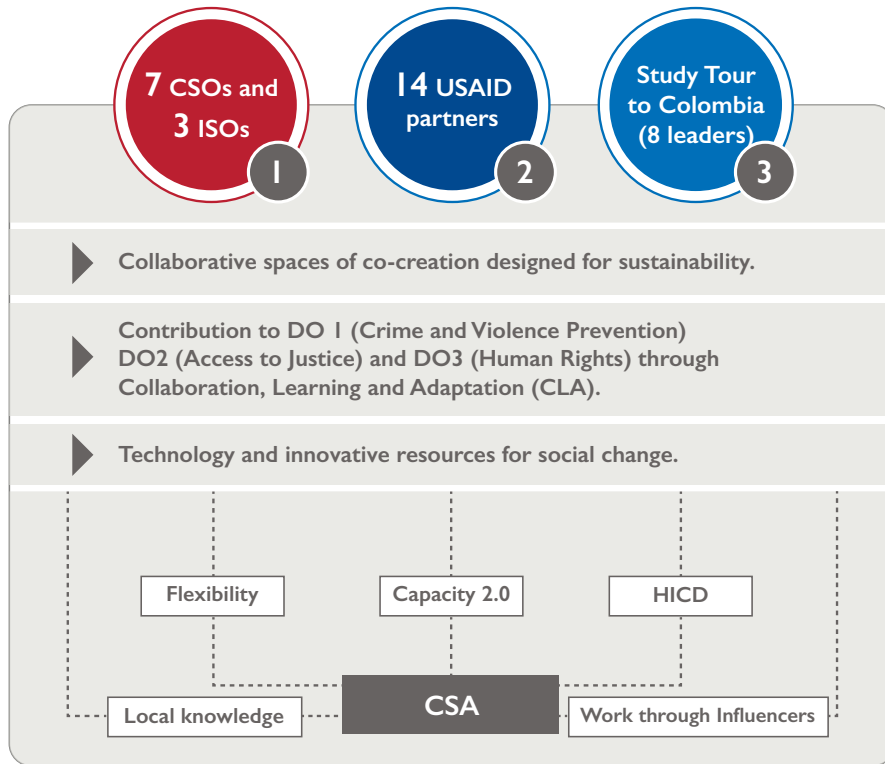 7 CSOs and
3 ISOs
1
14 USAID
partners
2
Study Tour
to Colombia
(8 leaders)
3
Collaborative spaces of co-creation designed for sustainability.
Contribution to DO 1 (Crime and Violence Prevention)
DO2 (Access to Justice) and DO3 (Human Rights) through
Collaboration, Learning and Adaptation (CLA).
Technology and innovative resources for social change.
Flexibility
Capacity 2.0
HICD
Local knowledge
CSA
Work through Influencers